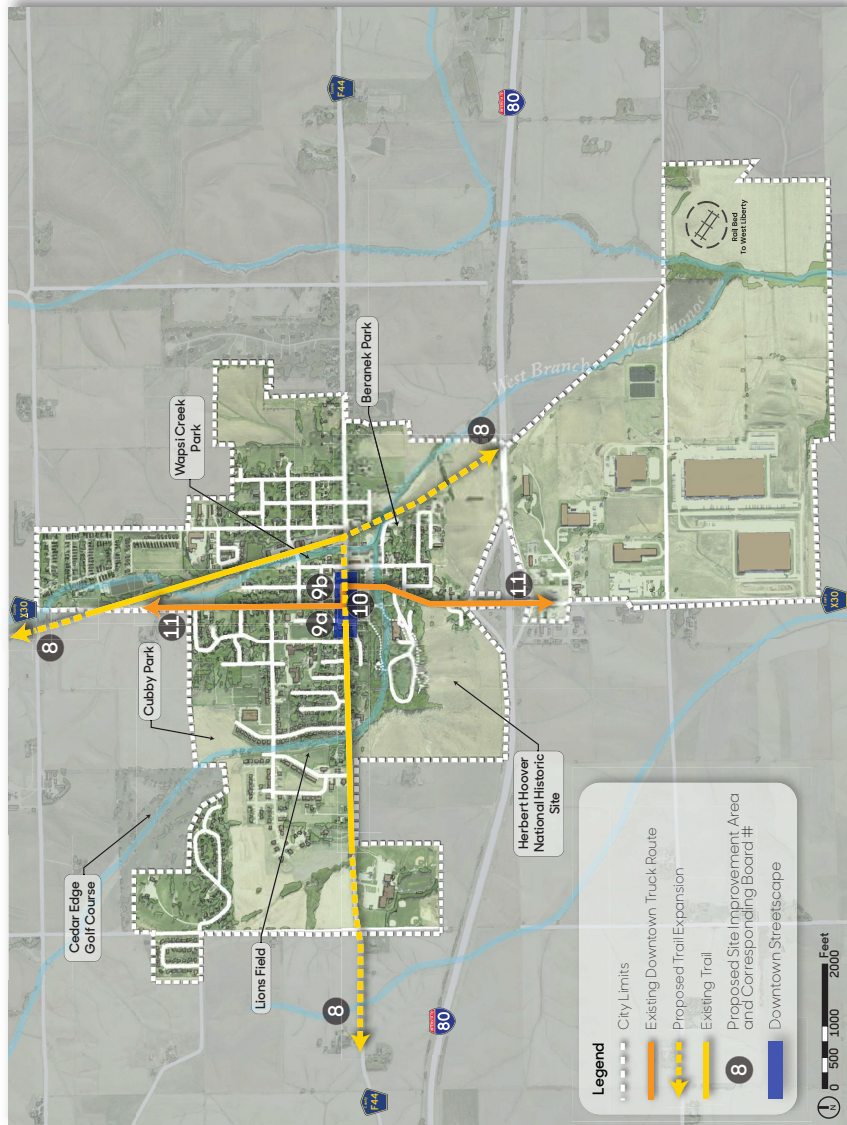 X30
8
Cedar Edge
Golf Course
Cubby Park
11
Wapsi Creek
Park
Lions Field
9a
9b
8
F44
10
Beranek Park
F44
80
8
80
11
Herbert Hoover
National Historic
Site
West Branch Wapsinonoc
Rail Bed
To West Liberty
X30
Legend
City Limits
Existing Downtown Truck Route
Proposed Trail Expansion
Existing Trail
8
Proposed Site Improvement Area
and Corresponding Board #
Downtown Streetscape
N
0 500 1000 2000
Feet